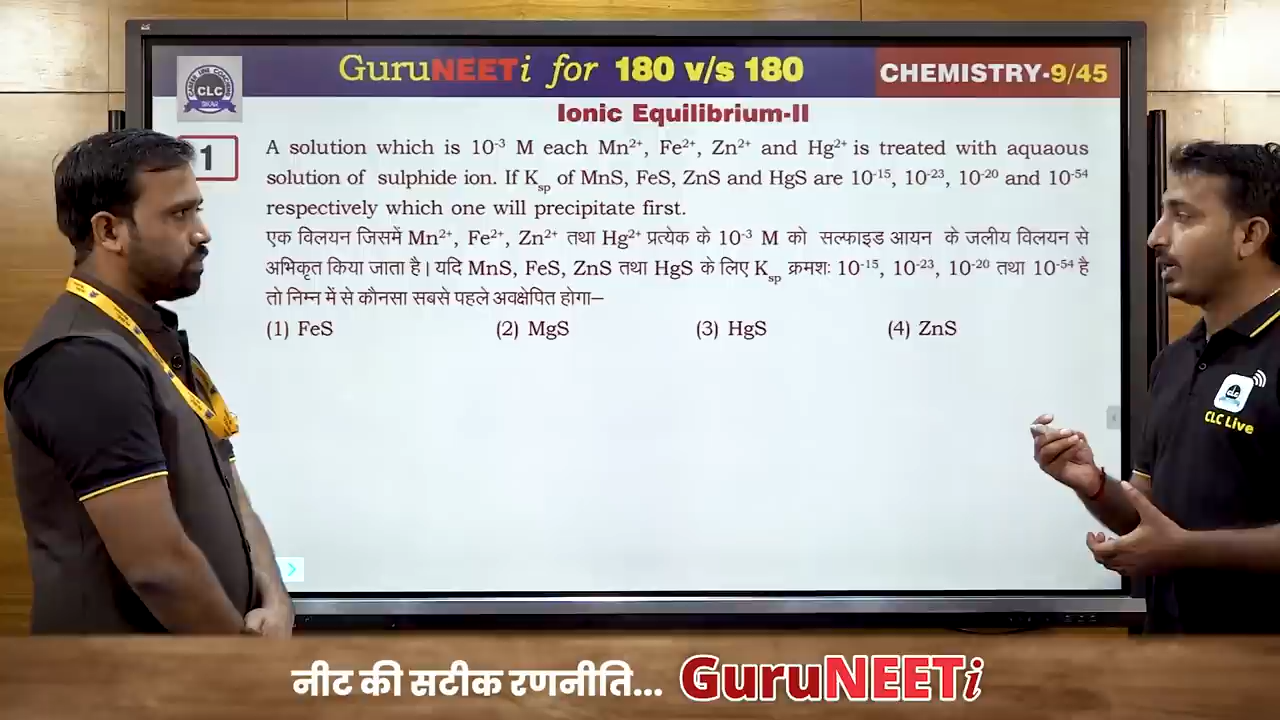 GuruNEETi for 180 v/s 180
CHEMISTRY-9/45
CLC
SIKAR
Ionic Equilibrium-II
1
A solution which is 10⁻³ M each Mn²⁺, Fe²⁺, Zn²⁺ and Hg²⁺ is treated with aquaous
solution of sulphide ion. If Kₛₚ of MnS, FeS, ZnS and HgS are 10⁻¹⁵, 10⁻²³, 10⁻²⁰ and 10⁻⁵⁴
respectively which one will precipitate first.
एक विलयन जिसमें Mn²⁺, Fe²⁺, Zn²⁺ तथा Hg²⁺ प्रत्येक के 10⁻³ M को सल्फाइड आयन के जलीय विलयन से
अभिकृत किया जाता है। यदि MnS, FeS, ZnS तथा HgS के लिए Kₛₚ क्रमशः 10⁻¹⁵, 10⁻²³, 10⁻²⁰ तथा 10⁻⁵⁴ है
तो निम्न में से कौनसा सबसे पहले अवक्षेपित होगा–
(1) FeS (2) MgS (3) HgS (4) ZnS
CLC
CLC Live
नीट की सटीक रणनीति... GuruNEETi